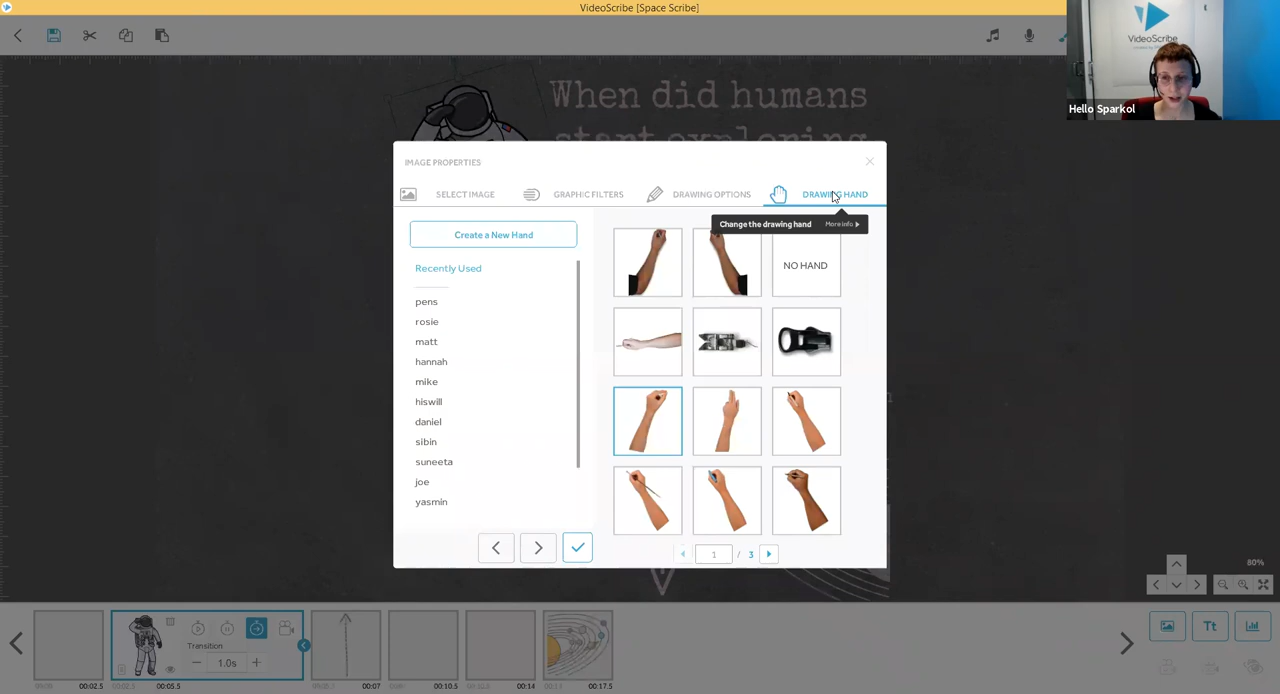 VideoScribe [Space Scribe]
VideoScribe
Hello Sparkol
When did humans
start exploring
IMAGE PROPERTIES
SELECT IMAGE
GRAPHIC FILTERS
DRAWING OPTIONS
DRAWING HAND
Change the drawing hand More info
Create a New Hand
Recently Used
pens
rosie
matt
hannah
mike
hiswill
daniel
sibin
suneeta
joe
yasmin
NO HAND
1 / 3
80%
Transition
1.0s
Tt
00:02.5
00:05.5
00:07
00:10.5
00:14
00:17.5